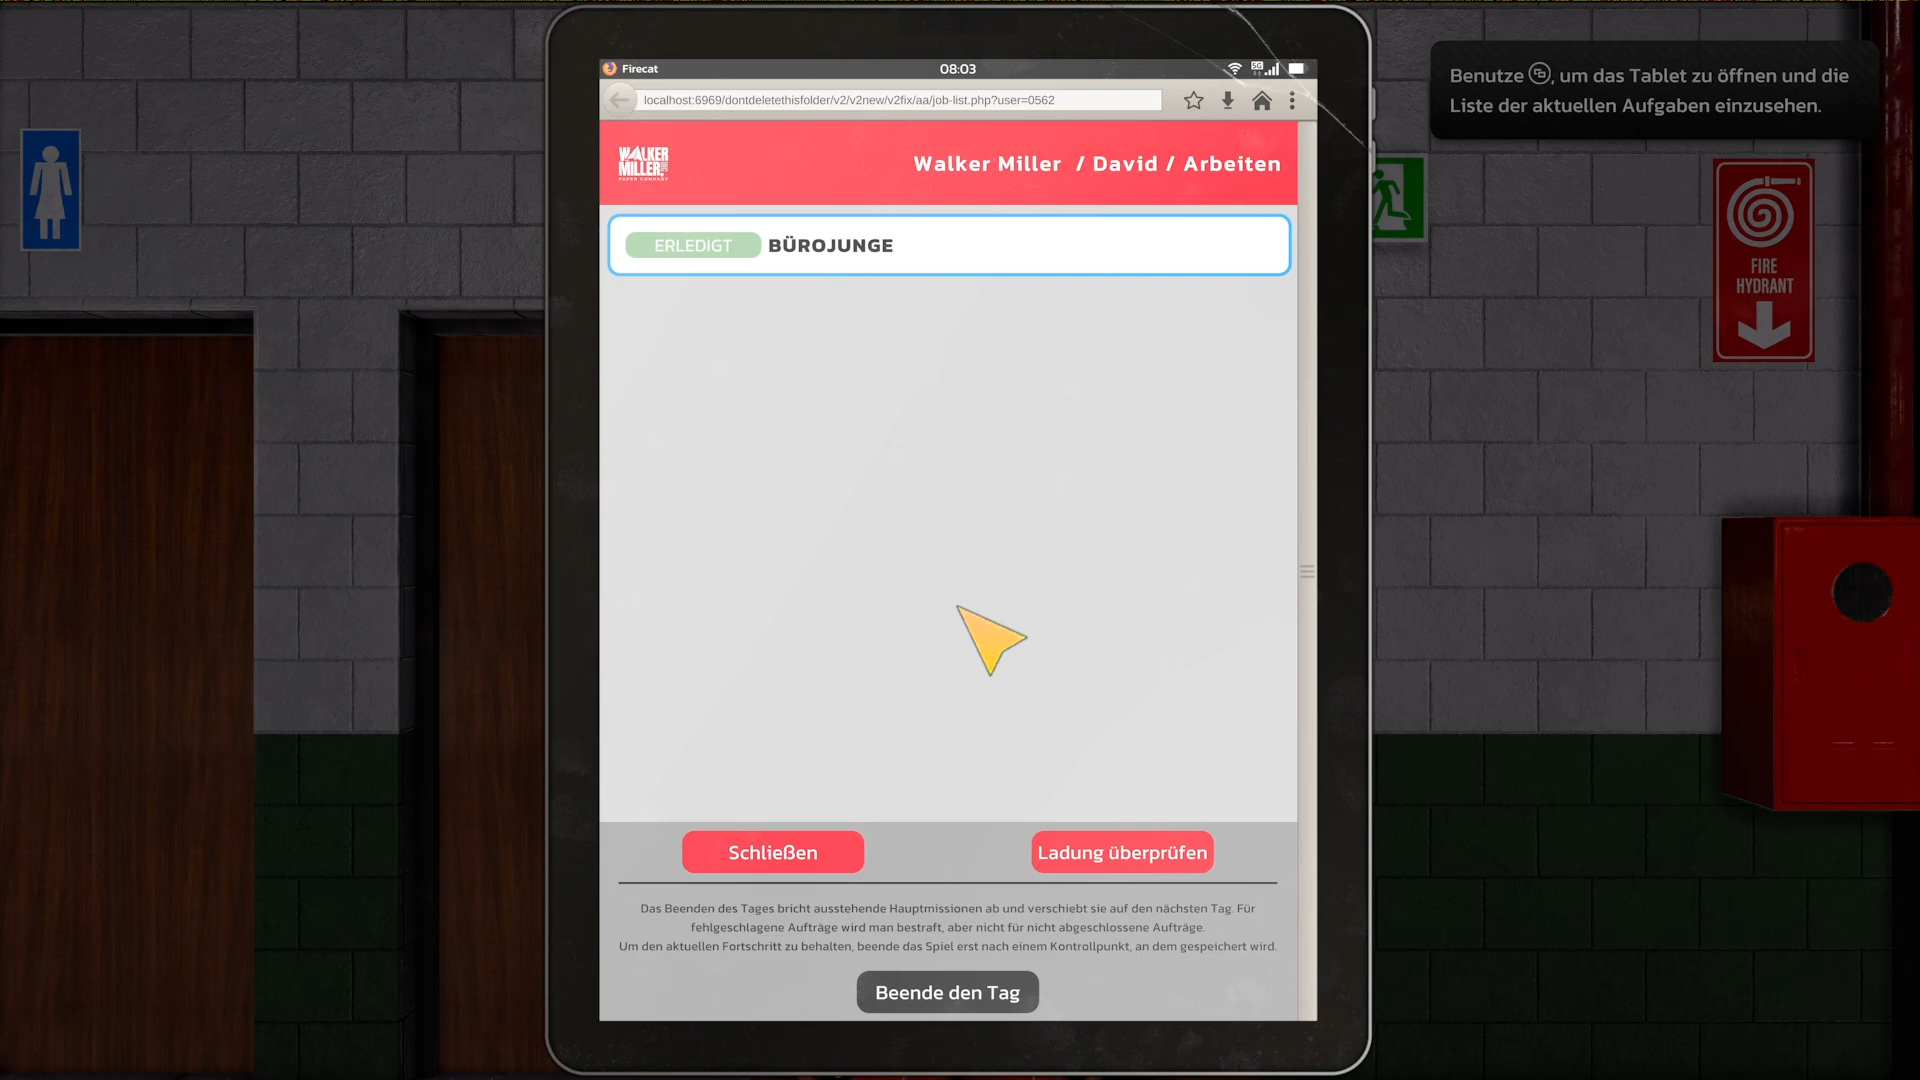 Firecat
08:03
5G
localhost:6969/dontdeletethisfolder/v2/v2new/v2fix/aa/job-list.php?user=0562
WALKER
MILLER
PAPER COMPANY
Walker Miller / David / Arbeiten
ERLEDIGT BÜROJUNGE
Schließen
Ladung überprüfen
Das Beenden des Tages bricht ausstehende Hauptmissionen ab und verschiebt sie auf den nächsten Tag. Für
fehlgeschlagene Aufträge wird man bestraft, aber nicht für nicht abgeschlossene Aufträge.
Um den aktuellen Fortschritt zu behalten, beende das Spiel erst nach einem Kontrollpunkt, an dem gespeichert wird.
Beende den Tag
Benutze , um das Tablet zu öffnen und die
Liste der aktuellen Aufgaben einzusehen.
FIRE
HYDRANT